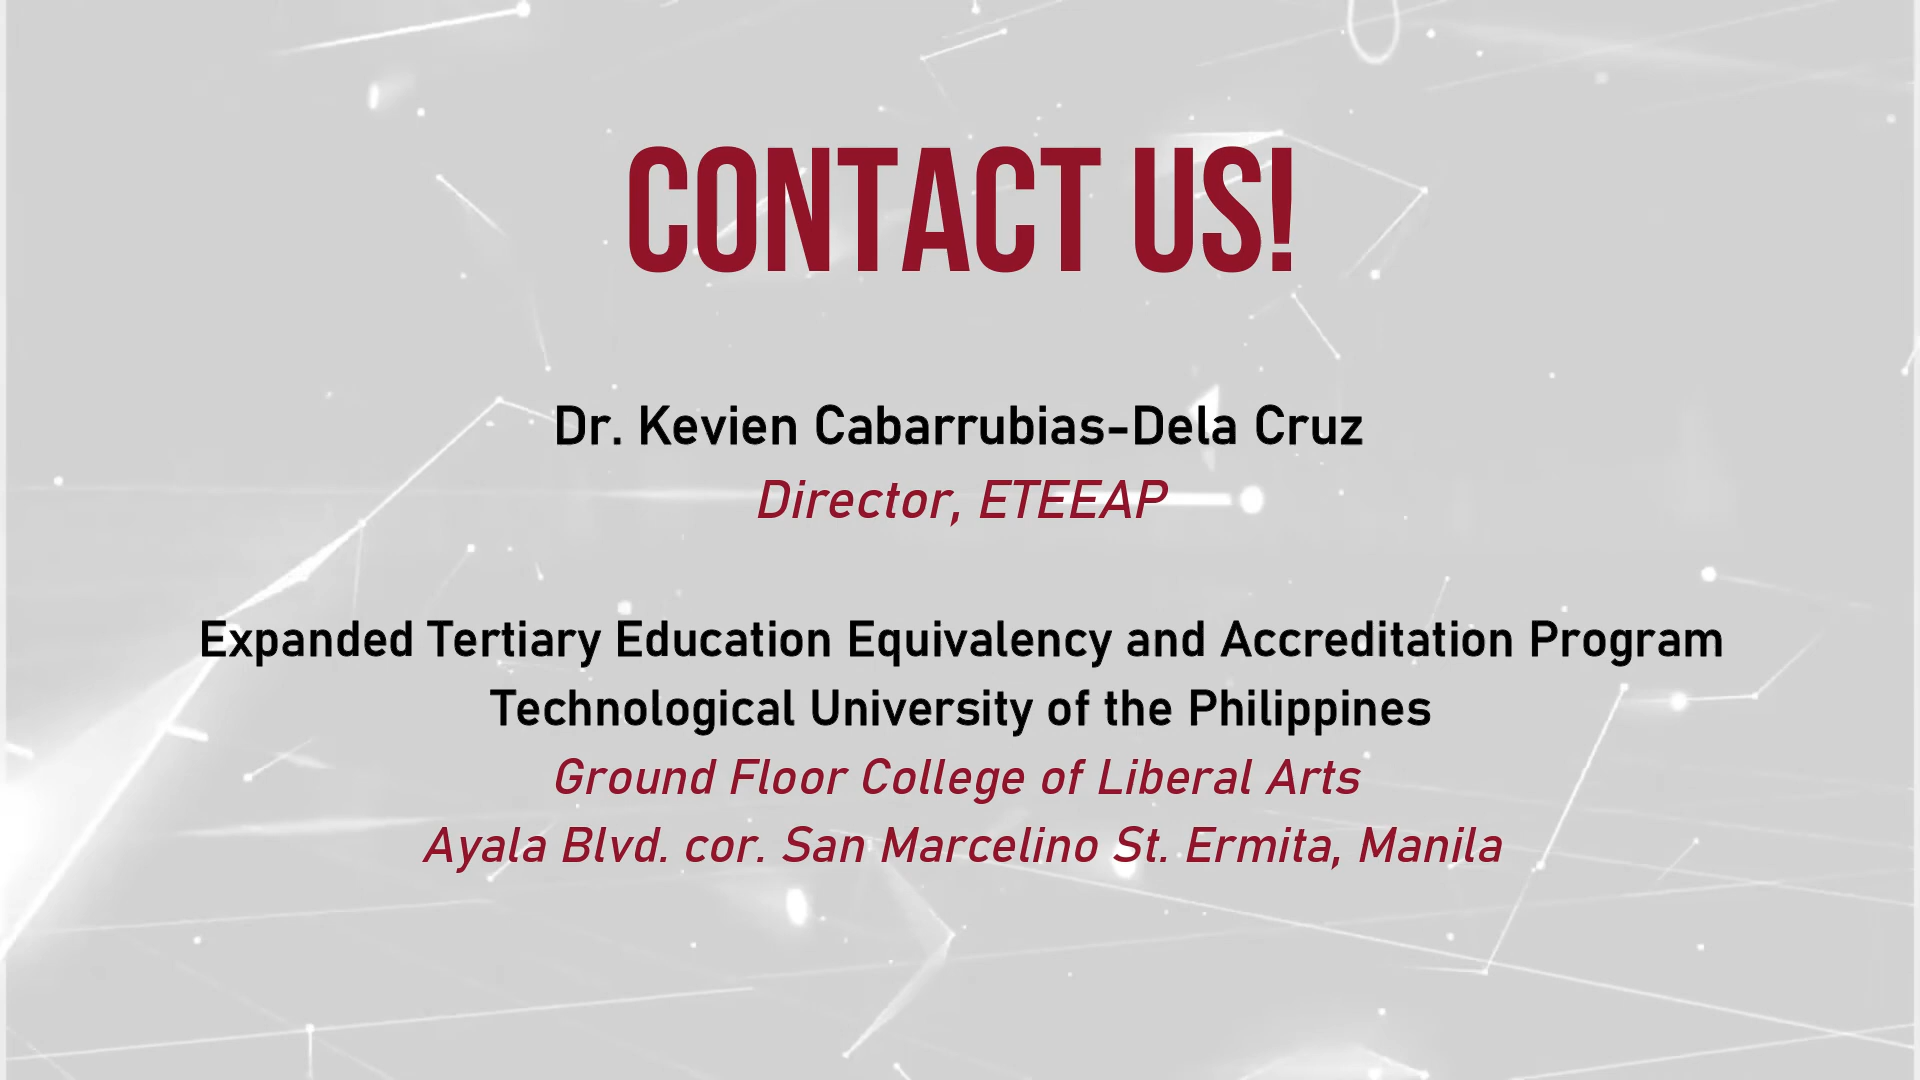 CONTACT US!
Dr. Kevien Cabarrubias-Dela Cruz
Director, ETEEAP
Expanded Tertiary Education Equivalency and Accreditation Program
Technological University of the Philippines
Ground Floor College of Liberal Arts
Ayala Blvd. cor. San Marcelino St. Ermita, Manila